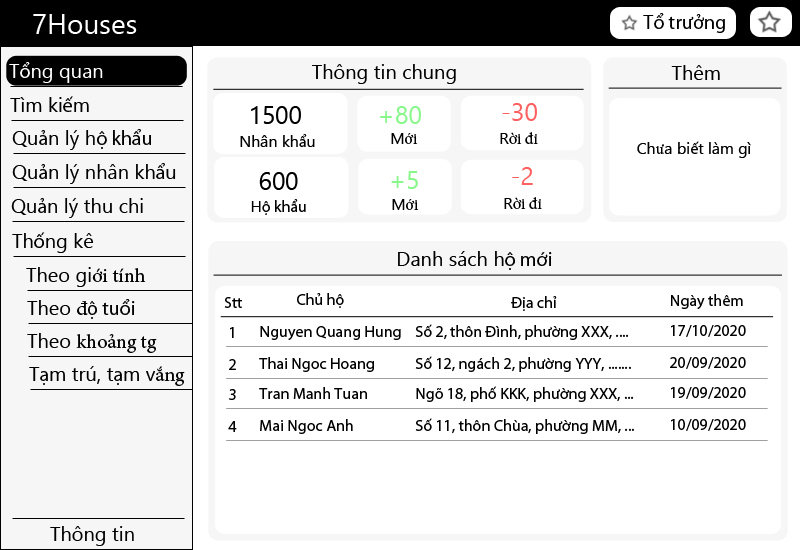 7Houses
Tổ trưởng
Tổng quan
Tìm kiếm
Quản lý hộ khẩu
Quản lý nhân khẩu
Quản lý thu chi
Thống kê
Theo giới tính
Theo độ tuổi
Theo khoảng tg
Tạm trú, tạm vắng
Thông tin
Thông tin chung
1500 +80 -30
Nhân khẩu Mới Rời đi
600 +5 -2
Hộ khẩu Mới Rời đi
Thêm
Chưa biết làm gì
Danh sách hộ mới
Stt Chủ hộ Địa chỉ Ngày thêm
1 Nguyen Quang Hung Số 2, thôn Đình, phường XXX, .... 17/10/2020
2 Thai Ngoc Hoang Số 12, ngách 2, phường YYY, ....... 20/09/2020
3 Tran Manh Tuan Ngõ 18, phố KKK, phường XXX, ... 19/09/2020
4 Mai Ngoc Anh Số 11, thôn Chùa, phường MM, ... 10/09/2020